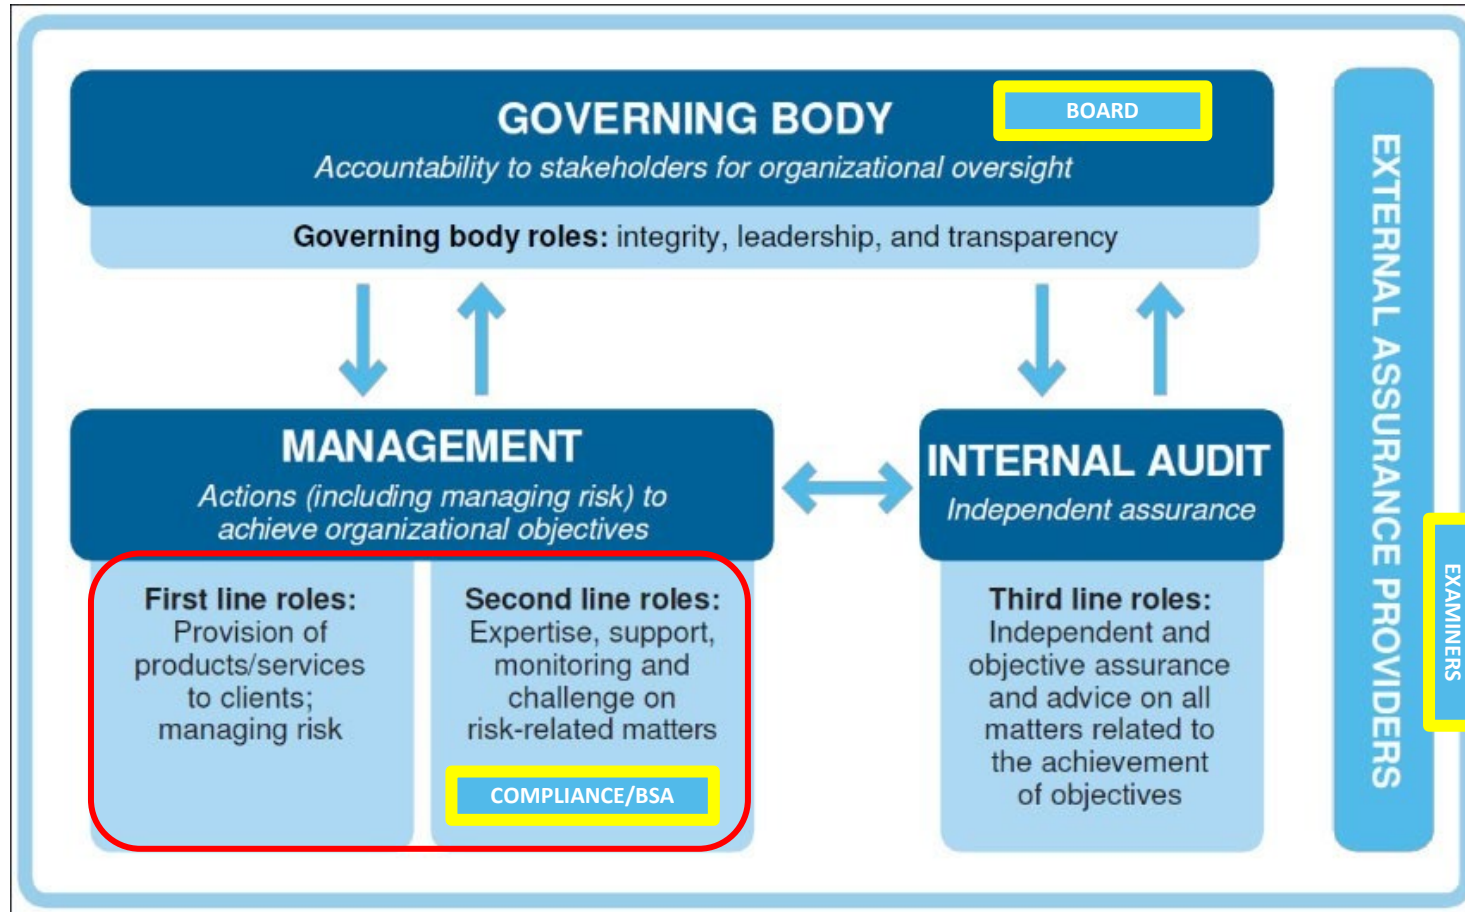 GOVERNING BODY
BOARD
Accountability to stakeholders for organizational oversight
Governing body roles: integrity, leadership, and transparency
MANAGEMENT
Actions (including managing risk) to
achieve organizational objectives
First line roles:
Provision of
products/services
to clients;
managing risk
Second line roles:
Expertise, support,
monitoring and
challenge on
risk-related matters
COMPLIANCE/BSA
INTERNAL AUDIT
Independent assurance
Third line roles:
Independent and
objective assurance
and advice on all
matters related to
the achievement
of objectives
EXTERNAL ASSURANCE PROVIDERS
EXAMINERS